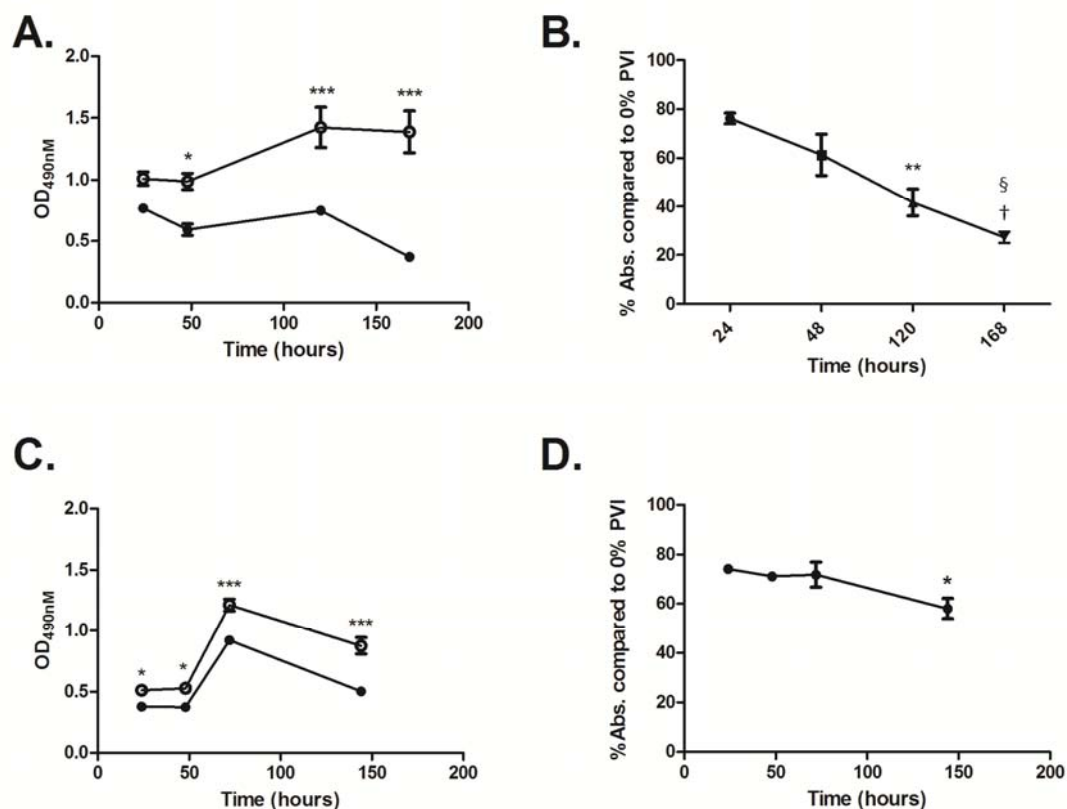 A.
2.0
1.5
1.0
0.5
0.0
OD490nM
* *** ***
0 50 100 150 200
Time (hours)
B.
100
80
60
40
20
0
% Abs. compared to 0% PVI
**
§
†
24 48 120 168
Time (hours)
C.
2.0
1.5
1.0
0.5
0.0
OD490nM
* * *** ***
0 50 100 150 200
Time (hours)
D.
100
80
60
40
20
0
%Abs. compared to 0% PVI
*
0 50 100 150 200
Time (hours)